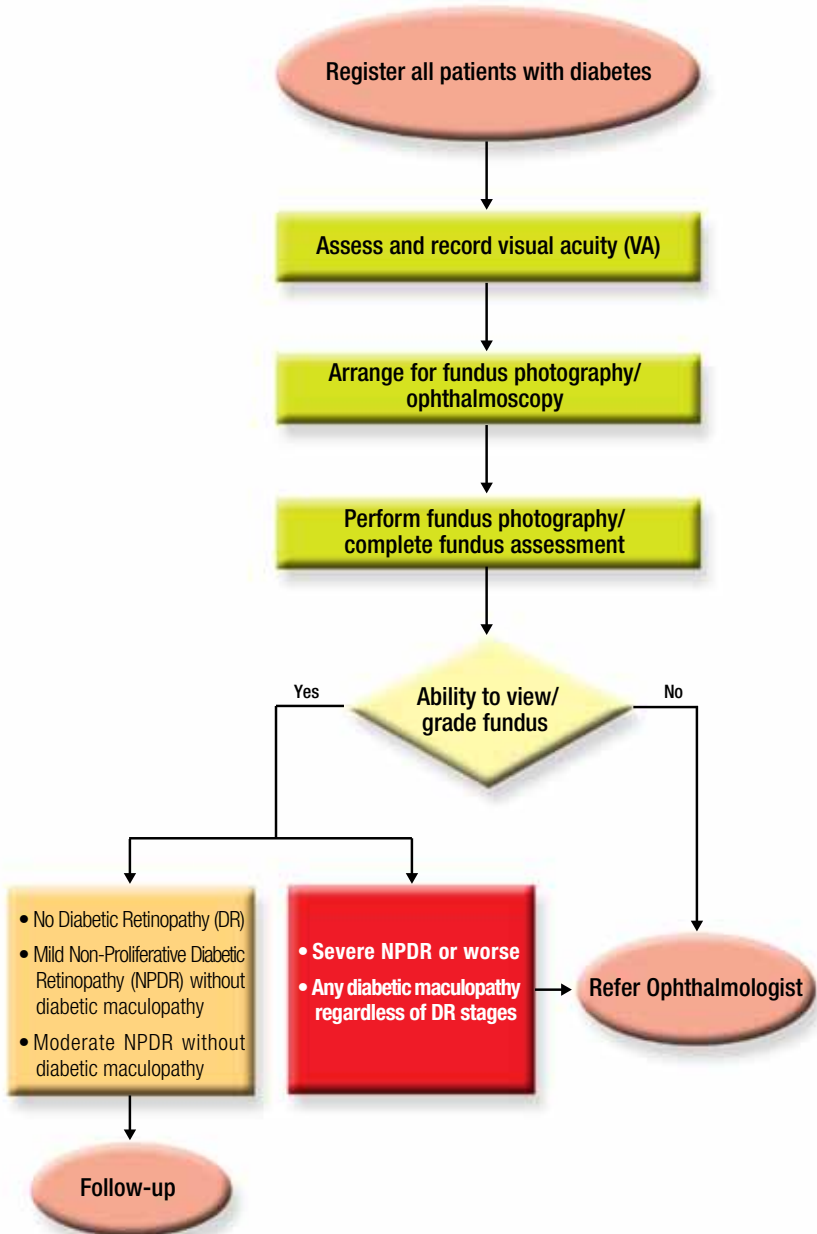 Register all patients with diabetes
Assess and record visual acuity (VA)
Arrange for fundus photography/
ophthalmoscopy
Perform fundus photography/
complete fundus assessment
Ability to view/
grade fundus
Yes
No
• No Diabetic Retinopathy (DR)
• Mild Non-Proliferative Diabetic
Retinopathy (NPDR) without
diabetic maculopathy
• Moderate NPDR without
diabetic maculopathy
• Severe NPDR or worse
• Any diabetic maculopathy
regardless of DR stages
Refer Ophthalmologist
Follow-up